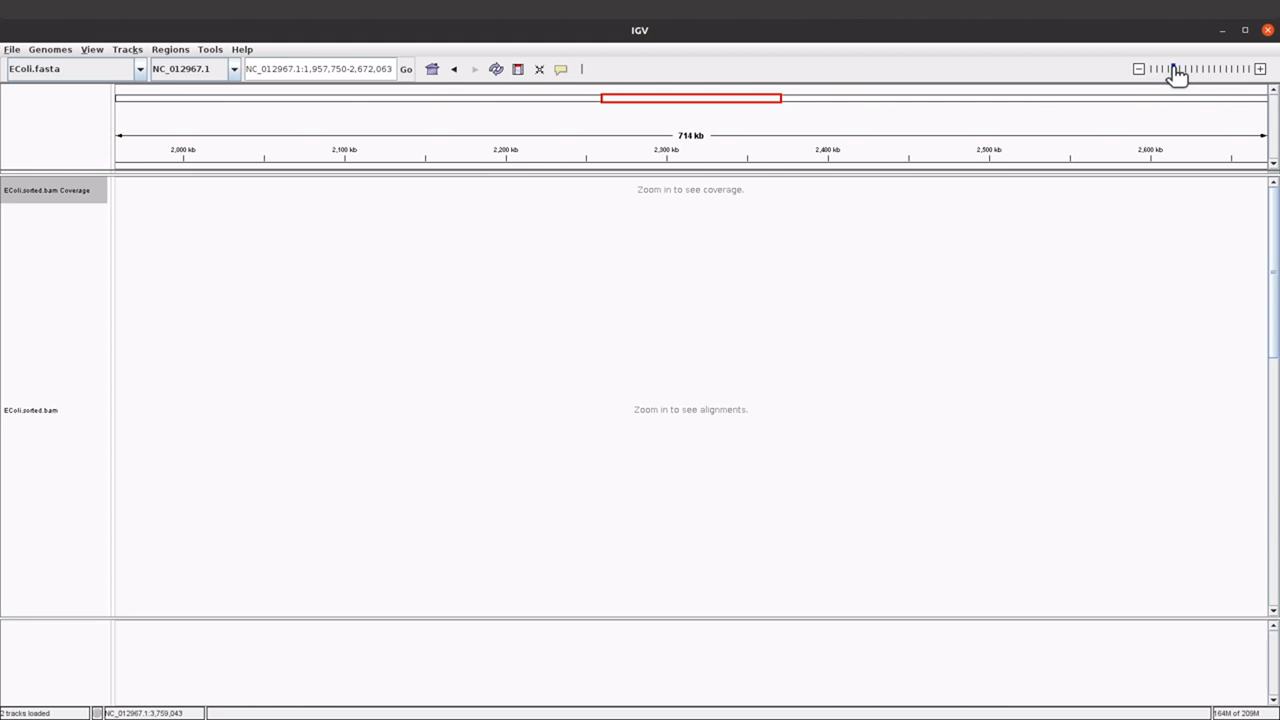 IGV
File Genomes View Tracks Regions Tools Help
EColi.fasta NC_012967.1 NC_012967.1:1,957,750-2,672,063 Go
714 kb
2,000 kb 2,100 kb 2,200 kb 2,300 kb 2,400 kb 2,500 kb 2,600 kb
EColi.sorted.bam Coverage Zoom in to see coverage.
EColi.sorted.bam Zoom in to see alignments.
2 tracks loaded NC_012967.1:3,759,043 164M of 209M